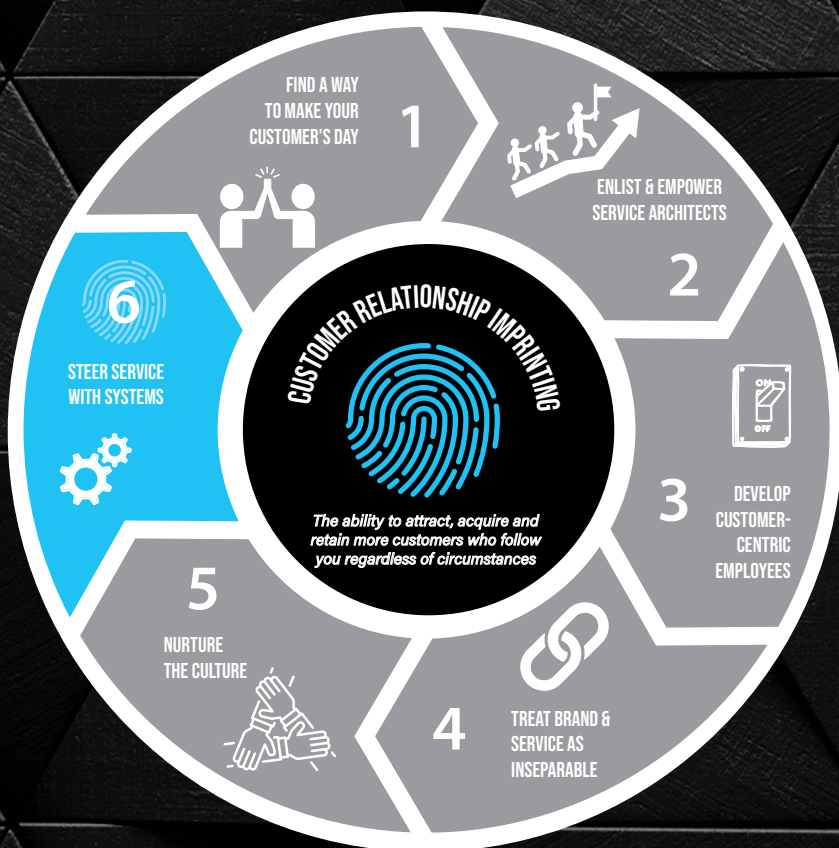 FIND A WAY
TO MAKE YOUR
CUSTOMER'S DAY
1
ENLIST & EMPOWER
SERVICE ARCHITECTS
2
ON
OFF
3
DEVELOP
CUSTOMER-
CENTRIC
EMPLOYEES
4
TREAT BRAND &
SERVICE AS
INSEPARABLE
5
NURTURE
THE CULTURE
6
STEER SERVICE
WITH SYSTEMS
CUSTOMER RELATIONSHIP IMPRINTING
The ability to attract, acquire and
retain more customers who follow
you regardless of circumstances